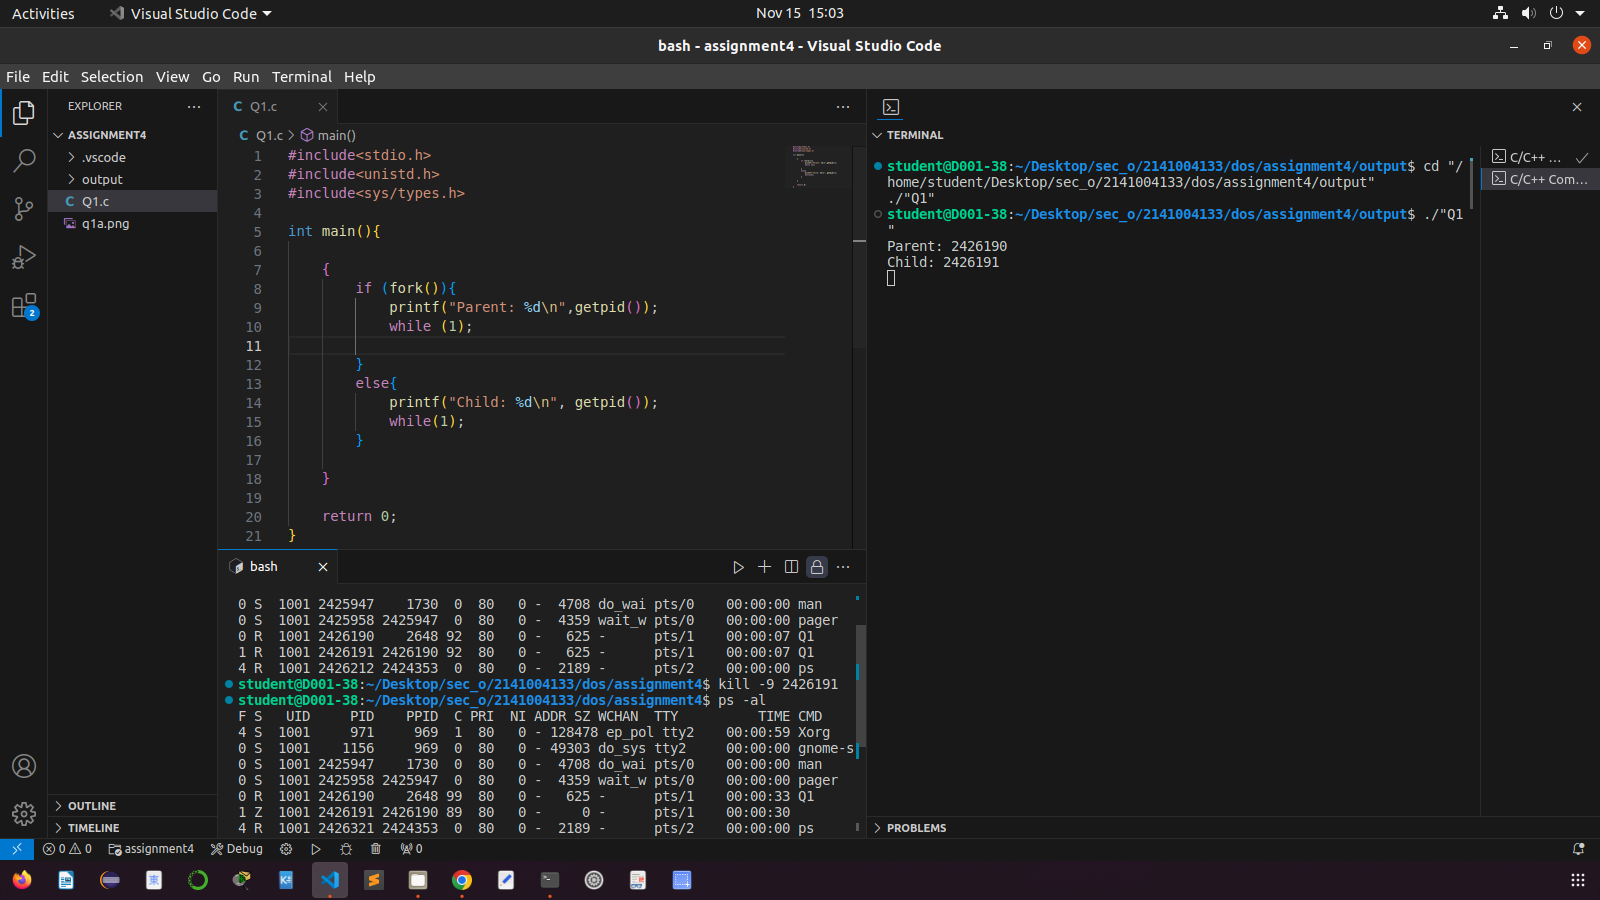 Activities
Visual Studio Code
Nov 15 15:03
bash - assignment4 - Visual Studio Code
File Edit Selection View Go Run Terminal Help
EXPLORER
ASSIGNMENT4
.vscode
output
C Q1.c
q1a.png
OUTLINE
TIMELINE
2
C Q1.c
C Q1.c > main()
1 #include<stdio.h>
2 #include<unistd.h>
3 #include<sys/types.h>
4
5 int main(){
6
7 {
8 if (fork()){
9 printf("Parent: %d\n",getpid());
10 while (1);
11
12 }
13 else{
14 printf("Child: %d\n", getpid());
15 while(1);
16 }
17
18 }
19
20 return 0;
21 }
bash
0 S 1001 2425947 1730 0 80 0 - 4708 do_wai pts/0 00:00:00 man
0 S 1001 2425958 2425947 0 80 0 - 4359 wait_w pts/0 00:00:00 pager
0 R 1001 2426190 2648 92 80 0 - 625 - pts/1 00:00:07 Q1
1 R 1001 2426191 2426190 92 80 0 - 625 - pts/1 00:00:07 Q1
4 R 1001 2426212 2424353 0 80 0 - 2189 - pts/2 00:00:00 ps
student@D001-38:~/Desktop/sec_o/2141004133/dos/assignment4$ kill -9 2426191
student@D001-38:~/Desktop/sec_o/2141004133/dos/assignment4$ ps -al
F S UID PID PPID C PRI NI ADDR SZ WCHAN TTY TIME CMD
4 S 1001 971 969 1 80 0 - 128478 ep_pol tty2 00:00:59 Xorg
0 S 1001 1156 969 0 80 0 - 49303 do_sys tty2 00:00:00 gnome-s
0 S 1001 2425947 1730 0 80 0 - 4708 do_wai pts/0 00:00:00 man
0 S 1001 2425958 2425947 0 80 0 - 4359 wait_w pts/0 00:00:00 pager
0 R 1001 2426190 2648 99 80 0 - 625 - pts/1 00:00:33 Q1
1 Z 1001 2426191 2426190 89 80 0 - 0 - pts/1 00:00:30
4 R 1001 2426321 2424353 0 80 0 - 2189 - pts/2 00:00:00 ps
TERMINAL
student@D001-38:~/Desktop/sec_o/2141004133/dos/assignment4/output$ cd "/
home/student/Desktop/sec_o/2141004133/dos/assignment4/output"
./"Q1"
student@D001-38:~/Desktop/sec_o/2141004133/dos/assignment4/output$ ./"Q1
"
Parent: 2426190
Child: 2426191
C/C++ ...
C/C++ Com...
PROBLEMS
0 0 assignment4 Debug 0